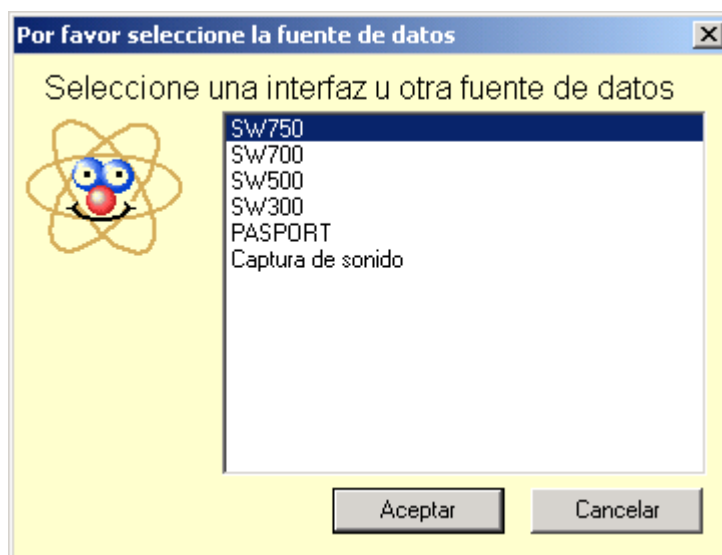 Por favor seleccione la fuente de datos
Seleccione una interfaz u otra fuente de datos
SW750
SW700
SW500
SW300
PASPORT
Captura de sonido
Aceptar
Cancelar